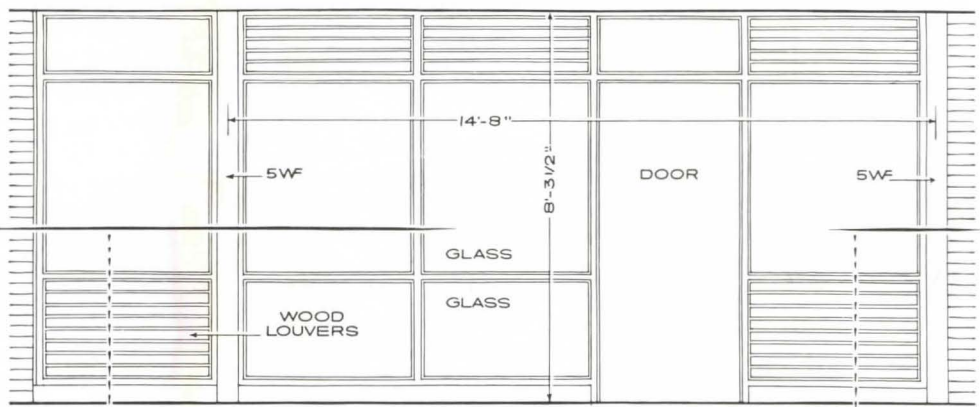 14'-8"
8'-3 1/2"
5WF
DOOR
5WF
GLASS
GLASS
WOOD
LOUVERS